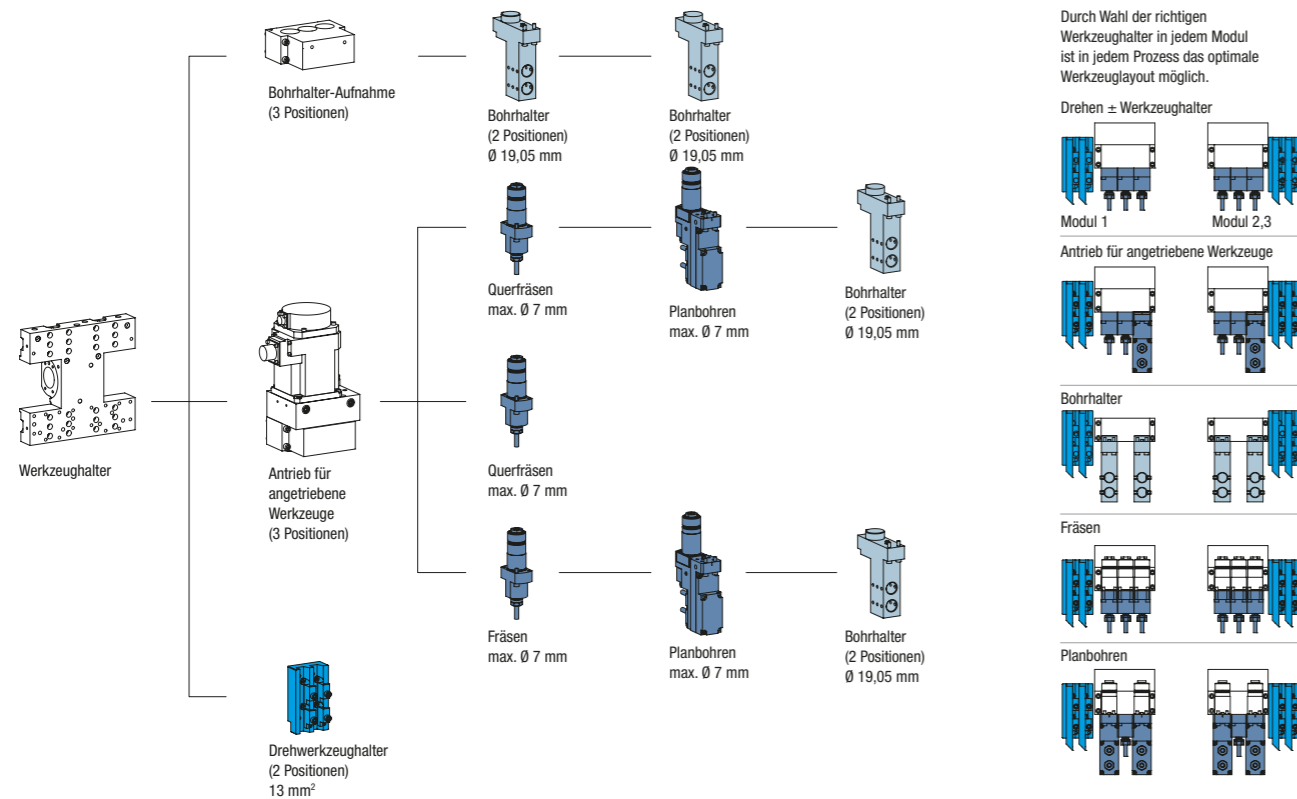 Bohrhalter-Aufnahme
(3 Positionen)
Bohrhalter
(2 Positionen)
Ø 19,05 mm
Bohrhalter
(2 Positionen)
Ø 19,05 mm
Querfräsen
max. Ø 7 mm
Planbohren
max. Ø 7 mm
Bohrhalter
(2 Positionen)
Ø 19,05 mm
Werkzeughalter
Antrieb für
angetriebene
Werkzeuge
(3 Positionen)
Querfräsen
max. Ø 7 mm
Fräsen
max. Ø 7 mm
Planbohren
max. Ø 7 mm
Bohrhalter
(2 Positionen)
Ø 19,05 mm
Drehwerkzeughalter
(2 Positionen)
13 mm²
Durch Wahl der richtigen
Werkzeughalter in jedem Modul
ist in jedem Prozess das optimale
Werkzeuglayout möglich.
Drehen ± Werkzeughalter
Modul 1
Modul 2,3
Antrieb für angetriebene Werkzeuge
Bohrhalter
Fräsen
Planbohren